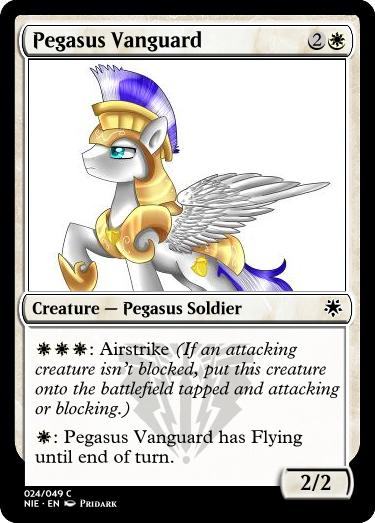 Pegasus Vanguard 2
Creature — Pegasus Soldier
: Airstrike (If an attacking
creature isn't blocked, put this creature
onto the battlefield tapped and attacking
or blocking.)
: Pegasus Vanguard has Flying
until end of turn.
2/2
024/049 C
NIE • EN Pridark